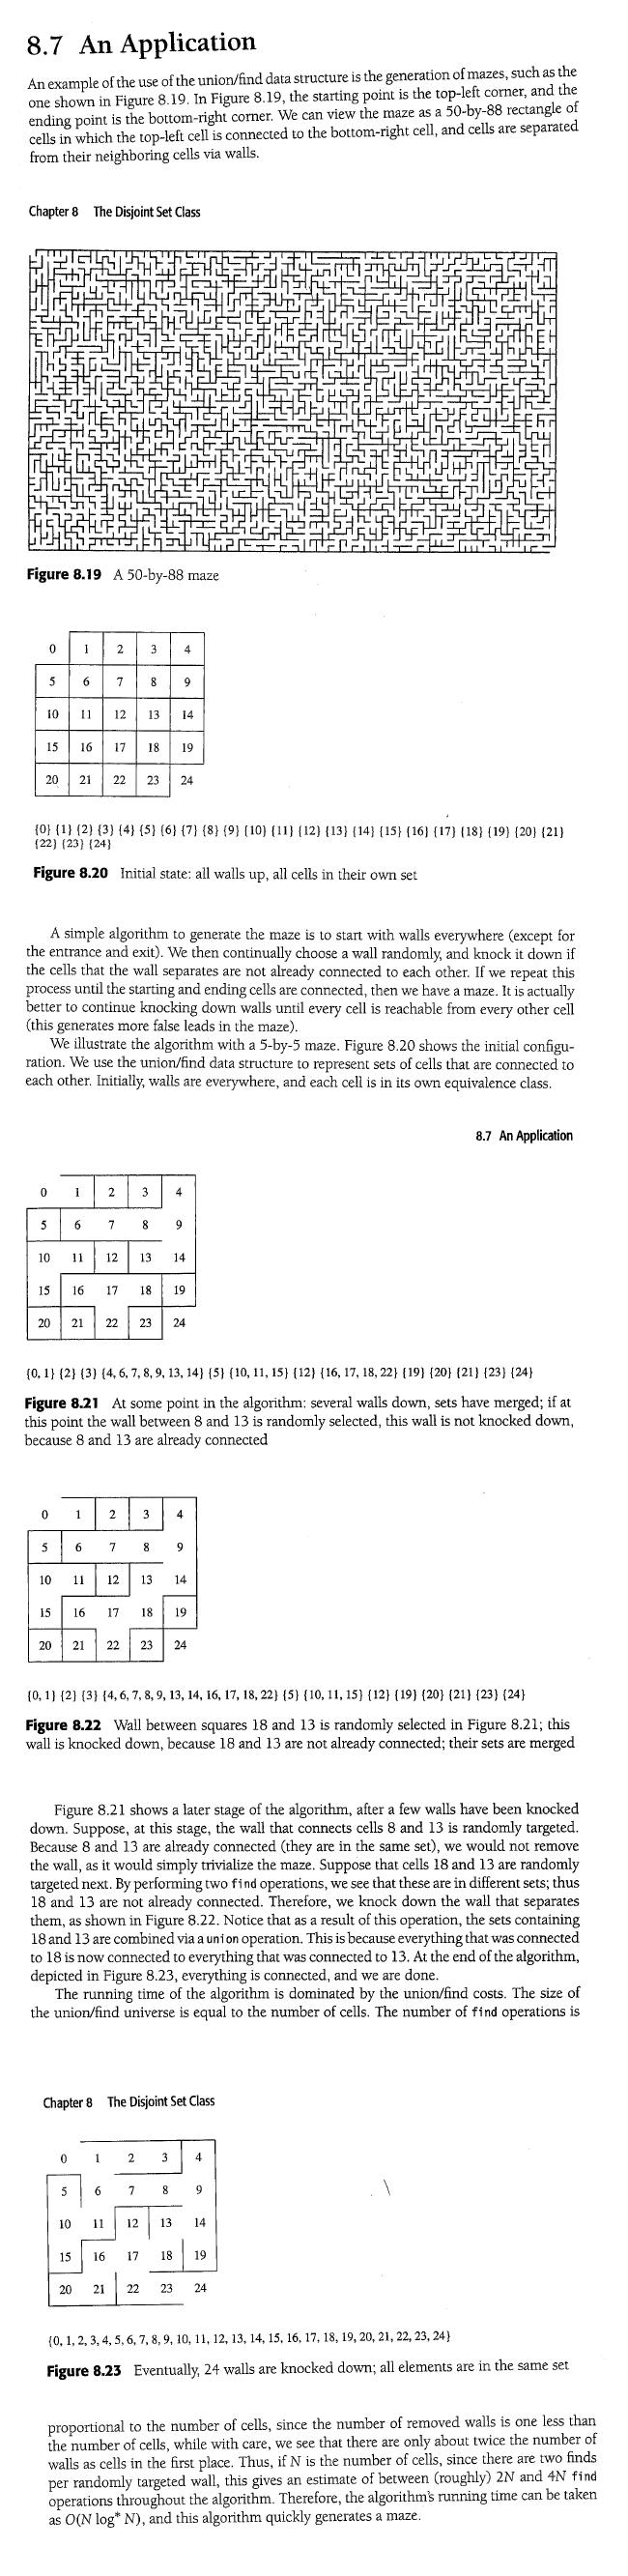 8.7 An Application
An example of the use of the union/find data structure is the generation of mazes, such as the
one shown in Figure 8.19. In Figure 8.19, the starting point is the top-left corner, and the
ending point is the bottom-right corner. We can view the maze as a 50-by-88 rectangle of
cells in which the top-left cell is connected to the bottom-right cell, and cells are separated
from their neighboring cells via walls.
Chapter 8 The Disjoint Set Class
Figure 8.19 A 50-by-88 maze
0 1 2 3 4
5 6 7 8 9
10 11 12 13 14
15 16 17 18 19
20 21 22 23 24
{0} {1} {2} {3} {4} {5} {6} {7} {8} {9} {10} {11} {12} {13} {14} {15} {16} {17} {18} {19} {20} {21}
{22} {23} {24}
Figure 8.20 Initial state: all walls up, all cells in their own set
A simple algorithm to generate the maze is to start with walls everywhere (except for
the entrance and exit). We then continually choose a wall randomly, and knock it down if
the cells that the wall separates are not already connected to each other. If we repeat this
process until the starting and ending cells are connected, then we have a maze. It is actually
better to continue knocking down walls until every cell is reachable from every other cell
(this generates more false leads in the maze).
We illustrate the algorithm with a 5-by-5 maze. Figure 8.20 shows the initial configu-
ration. We use the union/find data structure to represent sets of cells that are connected to
each other. Initially, walls are everywhere, and each cell is in its own equivalence class.
8.7 An Application
0 1 2 3 4
5 6 7 8 9
10 11 12 13 14
15 16 17 18 19
20 21 22 23 24
{0, 1} {2} {3} {4, 6, 7, 8, 9, 13, 14} {5} {10, 11, 15} {12} {16, 17, 18, 22} {19} {20} {21} {23} {24}
Figure 8.21 At some point in the algorithm: several walls down, sets have merged; if at
this point the wall between 8 and 13 is randomly selected, this wall is not knocked down,
because 8 and 13 are already connected
0 1 2 3 4
5 6 7 8 9
10 11 12 13 14
15 16 17 18 19
20 21 22 23 24
{0, 1} {2} {3} {4, 6, 7, 8, 9, 13, 14, 16, 17, 18, 22} {5} {10, 11, 15} {12} {19} {20} {21} {23} {24}
Figure 8.22 Wall between squares 18 and 13 is randomly selected in Figure 8.21; this
wall is knocked down, because 18 and 13 are not already connected; their sets are merged
Figure 8.21 shows a later stage of the algorithm, after a few walls have been knocked
down. Suppose, at this stage, the wall that connects cells 8 and 13 is randomly targeted.
Because 8 and 13 are already connected (they are in the same set), we would not remove
the wall, as it would simply trivialize the maze. Suppose that cells 18 and 13 are randomly
targeted next. By performing two find operations, we see that these are in different sets; thus
18 and 13 are not already connected. Therefore, we knock down the wall that separates
them, as shown in Figure 8.22. Notice that as a result of this operation, the sets containing
18 and 13 are combined via a union operation. This is because everything that was connected
to 18 is now connected to everything that was connected to 13. At the end of the algorithm,
depicted in Figure 8.23, everything is connected, and we are done.
The running time of the algorithm is dominated by the union/find costs. The size of
the union/find universe is equal to the number of cells. The number of find operations is
Chapter 8 The Disjoint Set Class
0 1 2 3 4
5 6 7 8 9
10 11 12 13 14
15 16 17 18 19
20 21 22 23 24
{0, 1, 2, 3, 4, 5, 6, 7, 8, 9, 10, 11, 12, 13, 14, 15, 16, 17, 18, 19, 20, 21, 22, 23, 24}
Figure 8.23 Eventually, 24 walls are knocked down; all elements are in the same set
proportional to the number of cells, since the number of removed walls is one less than
the number of cells, while with care, we see that there are only about twice the number of
walls as cells in the first place. Thus, if N is the number of cells, since there are two finds
per randomly targeted wall, this gives an estimate of between (roughly) 2N and 4N find
operations throughout the algorithm. Therefore, the algorithm's running time can be taken
as O(N log* N), and this algorithm quickly generates a maze.